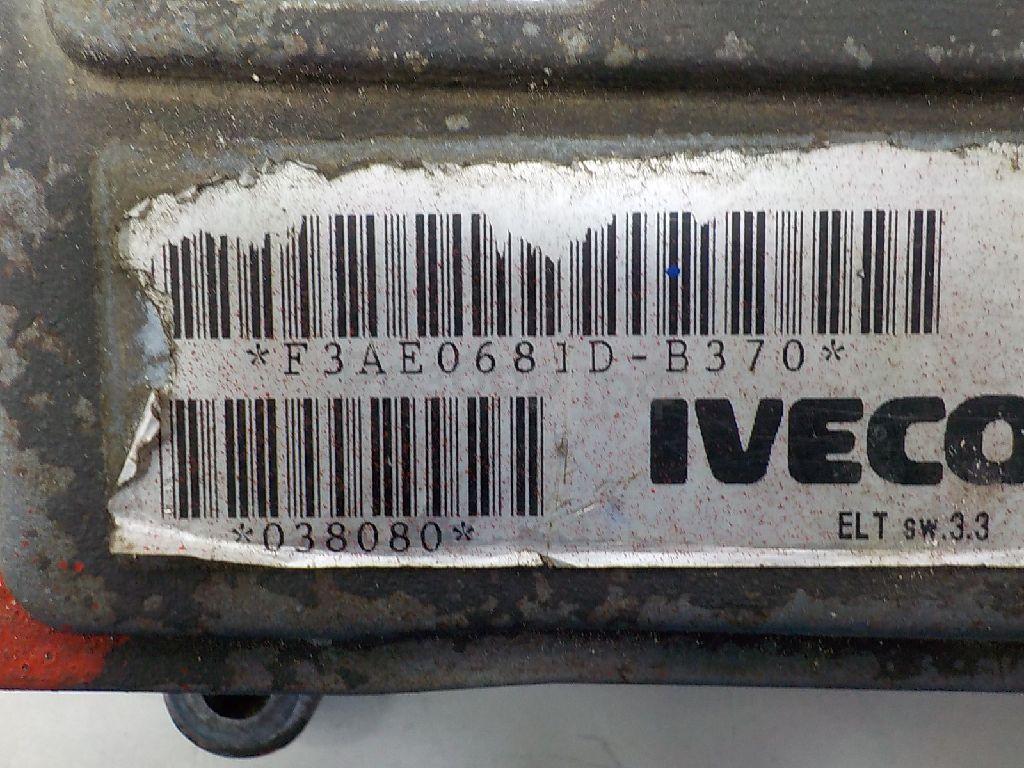 *F3AE0681D-B370*
IVECO
*038080*
ELT sw.3.3